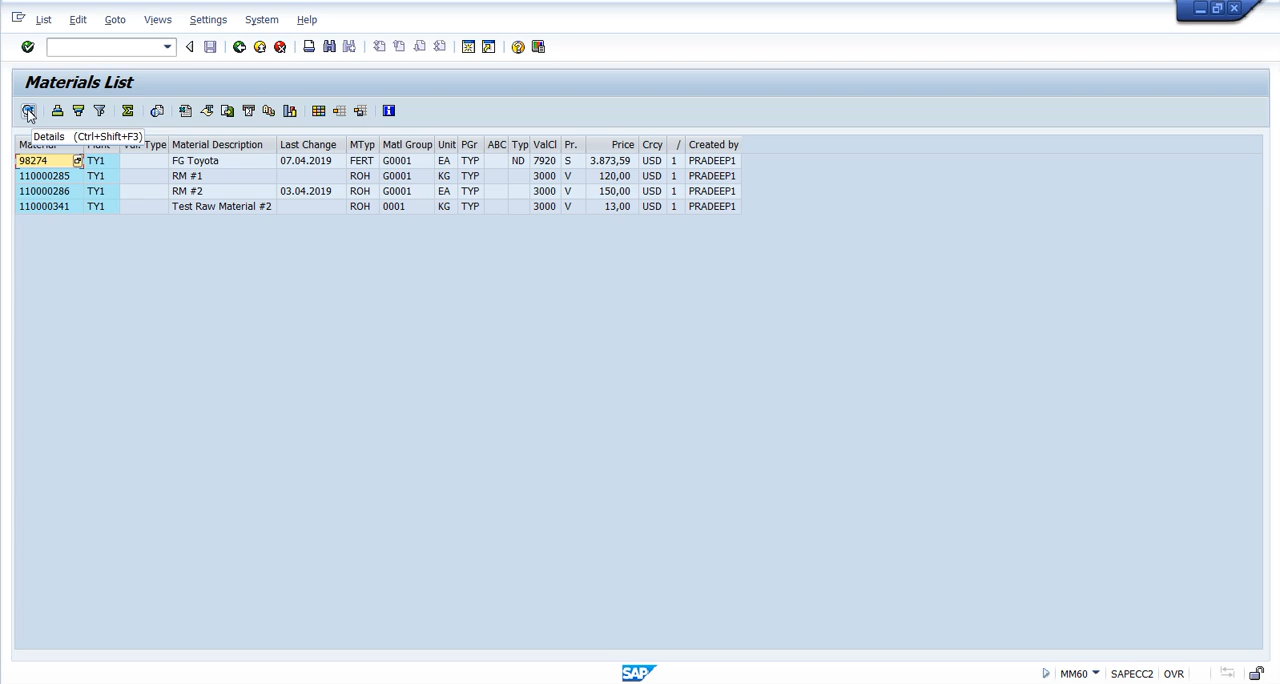 List Edit Goto Views Settings System Help
Materials List
Details (Ctrl+Shift+F3)
Material Type Material Description Last Change MTyp Matl Group Unit PGr ABC Typ ValCl Pr. Price Crcy / Created by
98274 TY1 FG Toyota 07.04.2019 FERT G0001 EA TYP ND 7920 S 3.873,59 USD 1 PRADEEP1
110000285 TY1 RM #1 ROH G0001 KG TYP 3000 V 120,00 USD 1 PRADEEP1
110000286 TY1 RM #2 03.04.2019 ROH G0001 EA TYP 3000 V 150,00 USD 1 PRADEEP1
110000341 TY1 Test Raw Material #2 ROH 0001 KG TYP 3000 V 13,00 USD 1 PRADEEP1
SAP MM60 SAPECC2 OVR